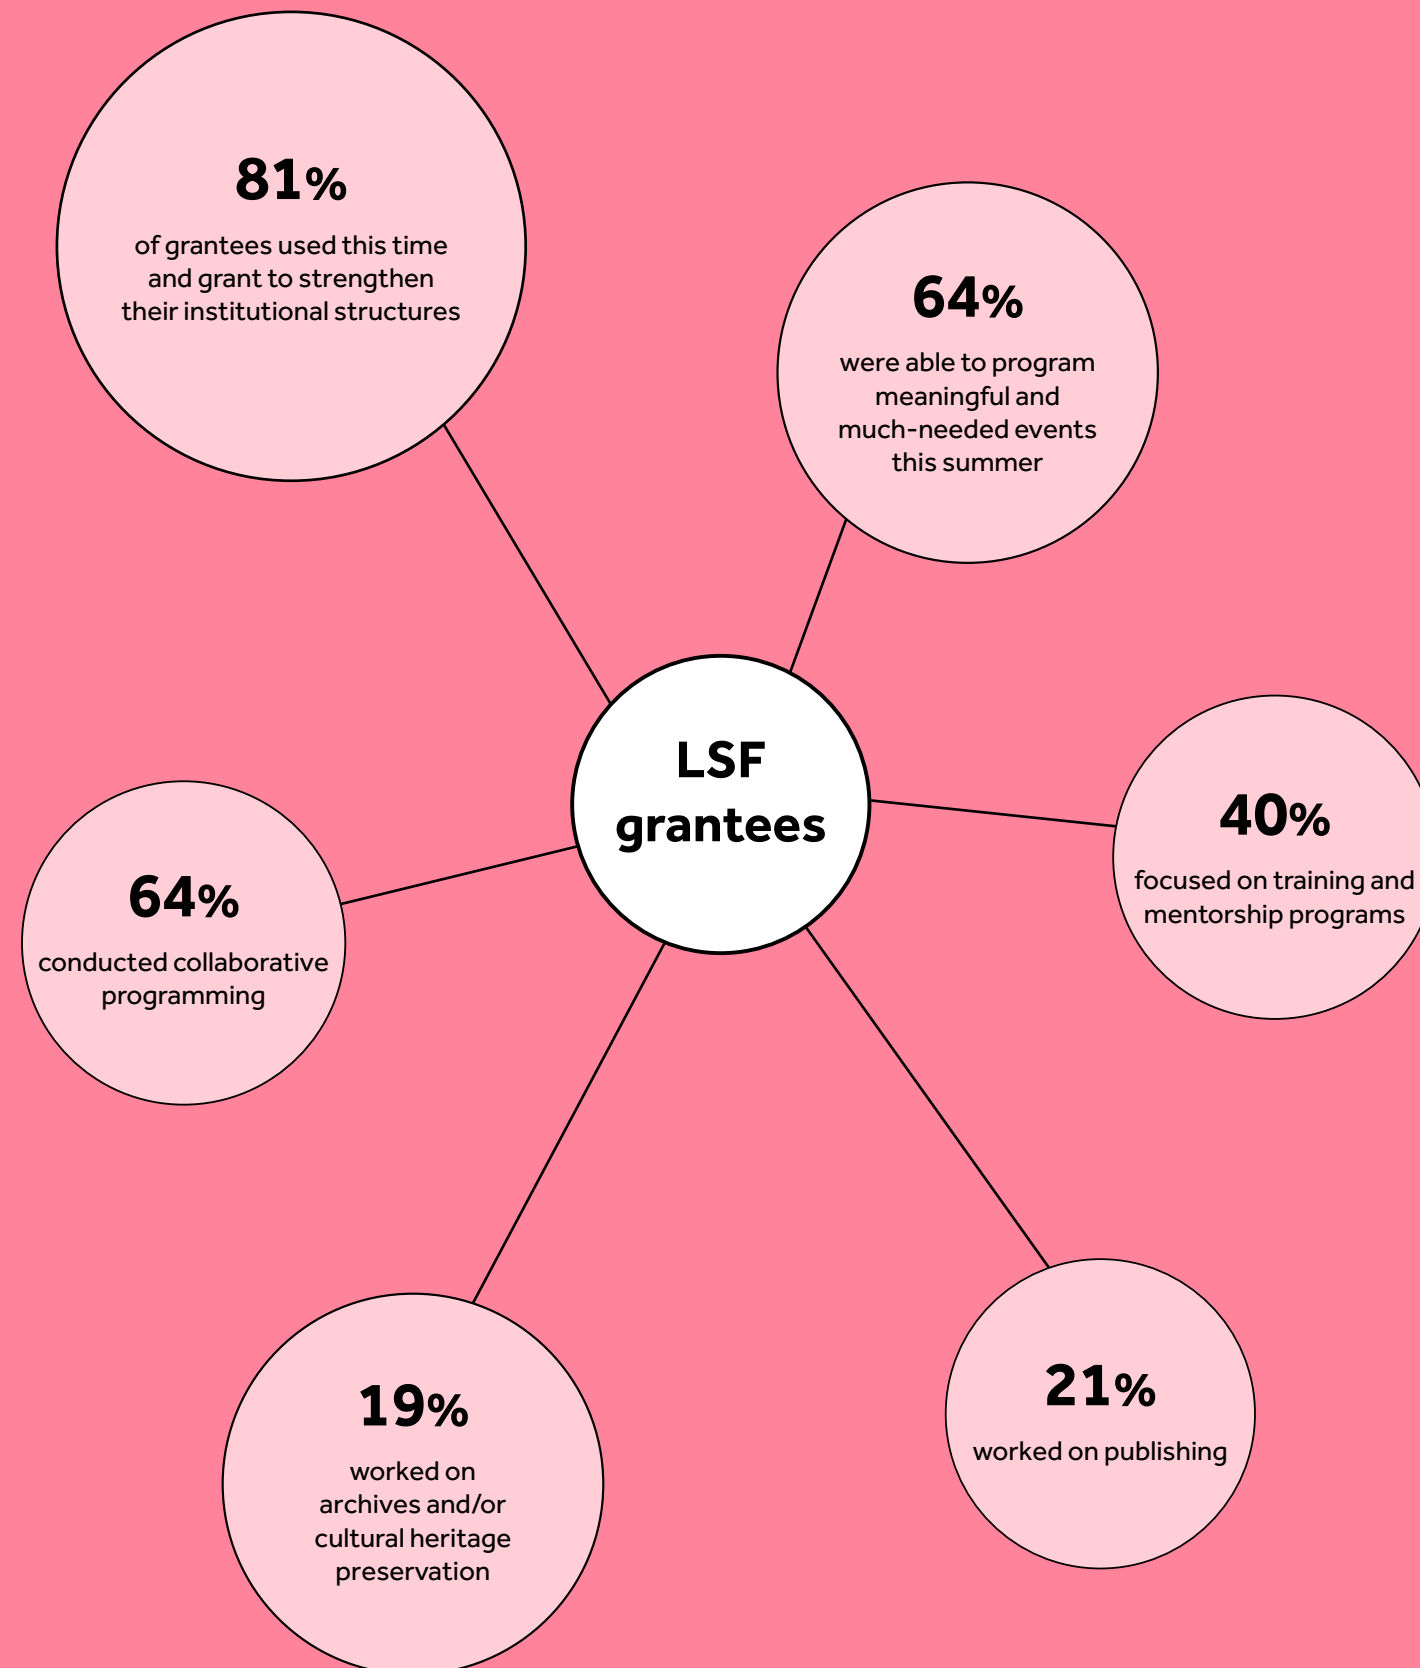 81%
of grantees used this time
and grant to strengthen
their institutional structures
64%
were able to program
meaningful and
much-needed events
this summer
LSF
grantees
40%
focused on training and
mentorship programs
64%
conducted collaborative
programming
19%
worked on
archives and/or
cultural heritage
preservation
21%
worked on publishing